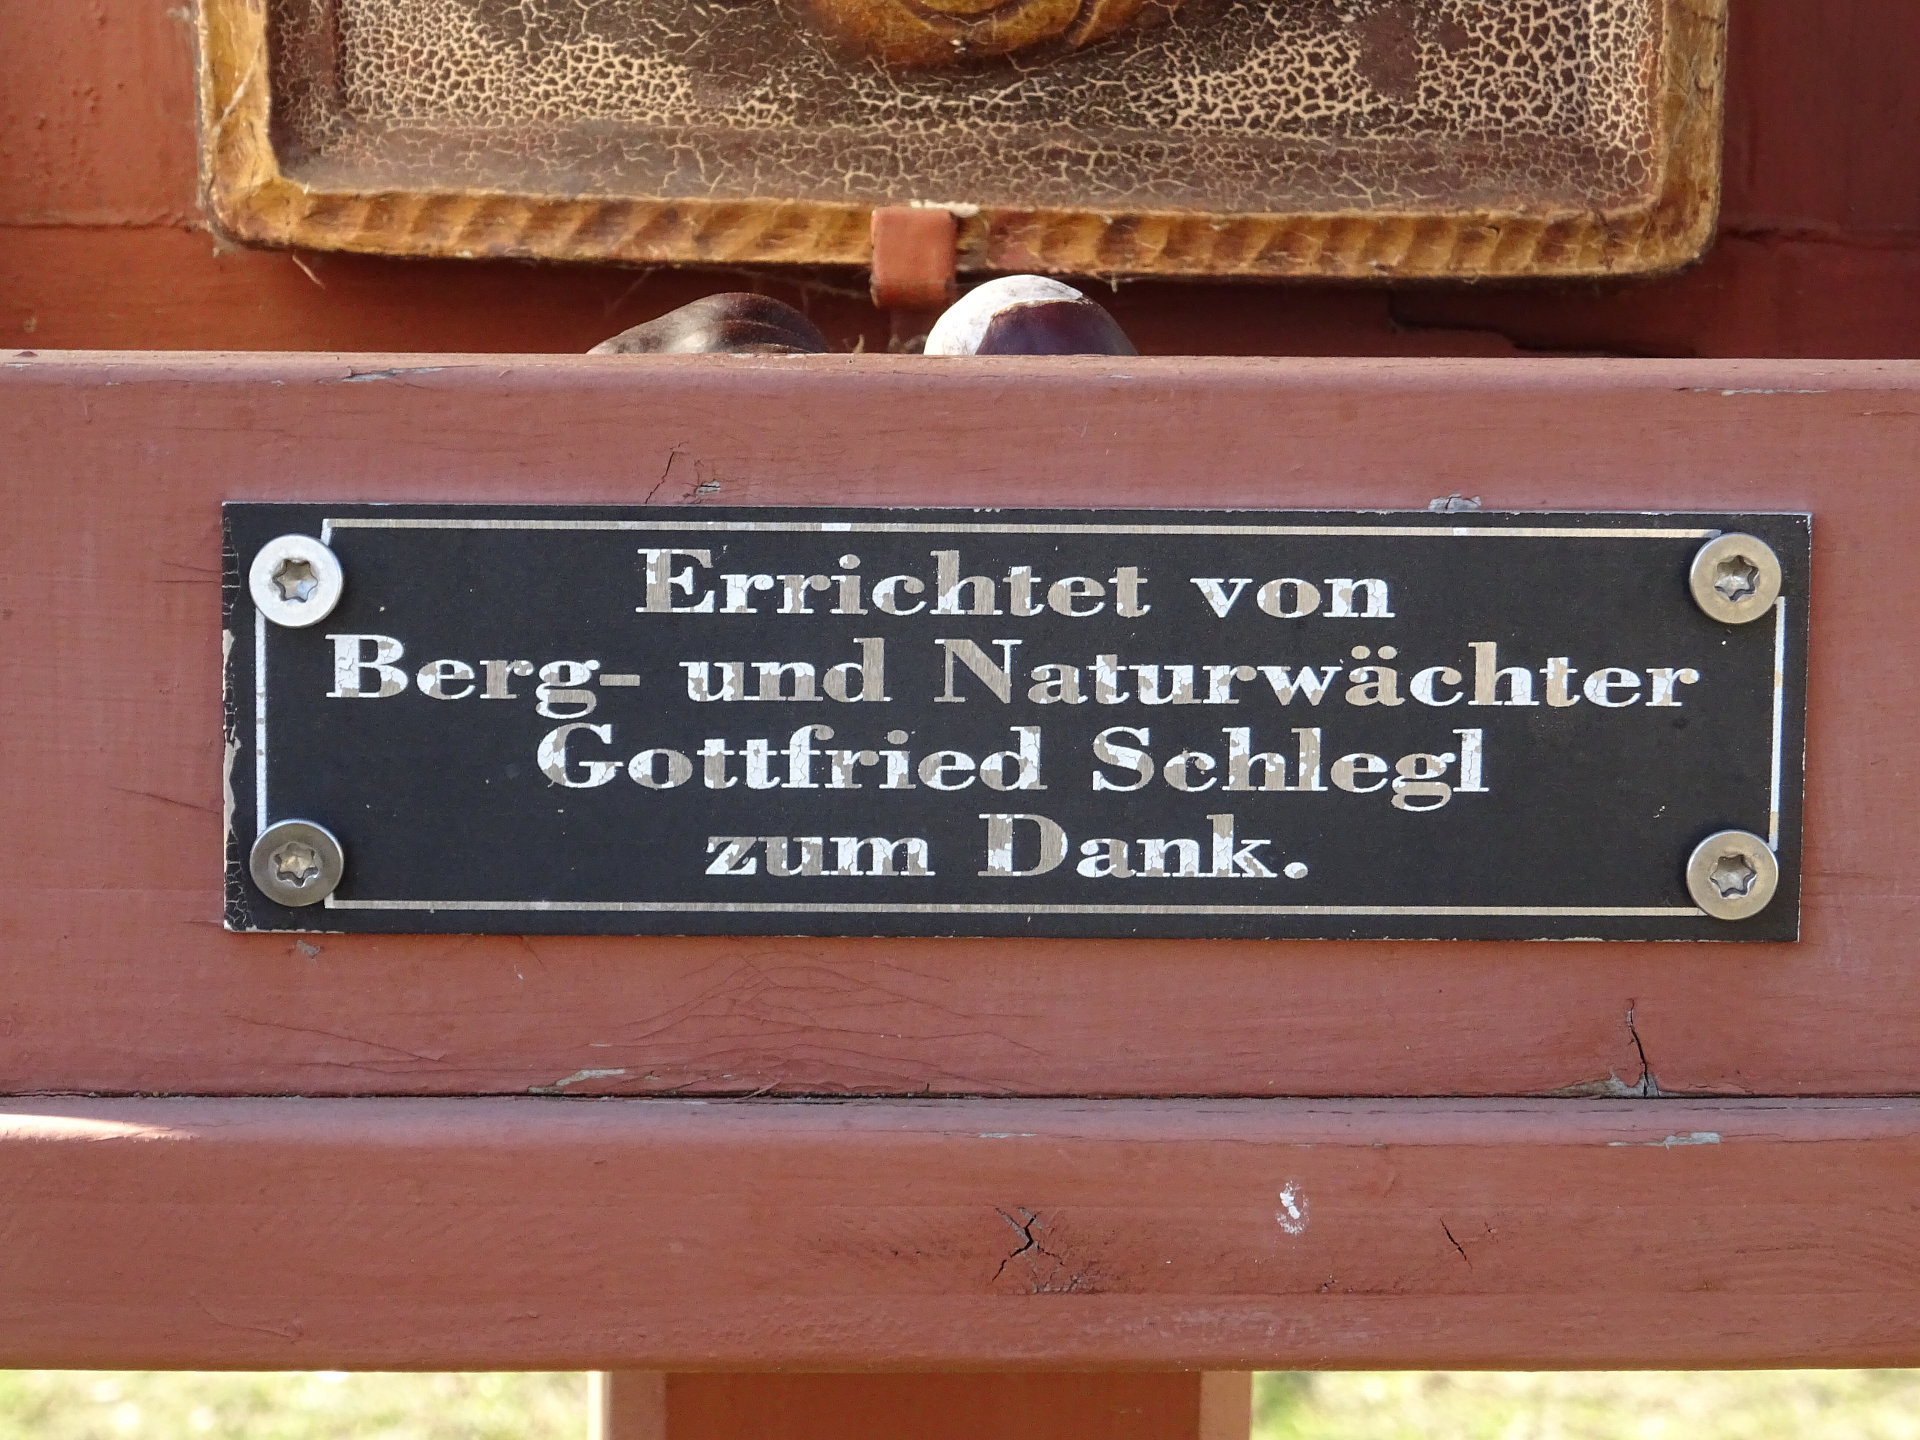 Errichtet von
Berg- und Naturwächter
Gottfried Schlegl
zum Dank.